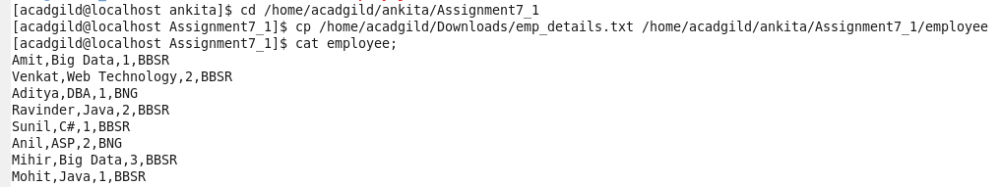 [acadgild@localhost ankita]$ cd /home/acadgild/ankita/Assignment7_1
[acadgild@localhost Assignment7_1]$ cp /home/acadgild/Downloads/emp_details.txt /home/acadgild/ankita/Assignment7_1/employee
[acadgild@localhost Assignment7_1]$ cat employee;
Amit,Big Data,1,BBSR
Venkat,Web Technology,2,BBSR
Aditya,DBA,1,BNG
Ravinder,Java,2,BBSR
Sunil,C#,1,BBSR
Anil,ASP,2,BNG
Mihir,Big Data,3,BBSR
Mohit,Java,1,BBSR